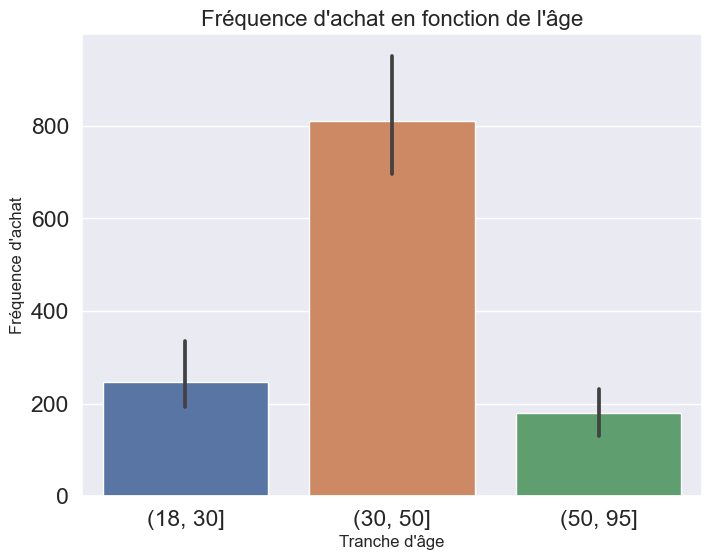 Fréquence d'achat en fonction de l'âge
Fréquence d'achat
800
600
400
200
0
(18, 30]
(30, 50]
(50, 95]
Tranche d'âge